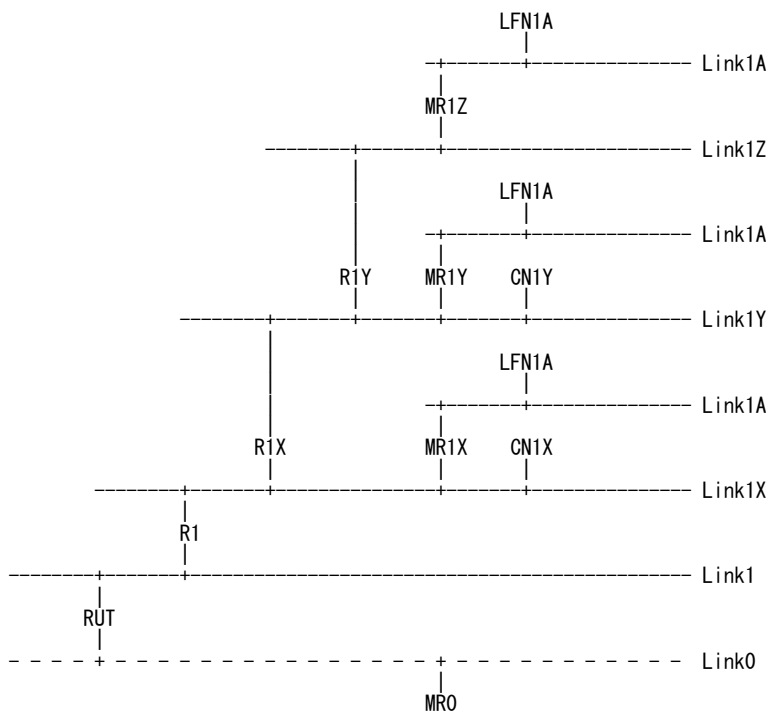 LFN1A
Link1A
MR1Z
Link1Z
LFN1A
Link1A
R1Y MR1Y CN1Y
Link1Y
LFN1A
Link1A
R1X MR1X CN1X
Link1X
R1
Link1
RUT
Link0
MR0